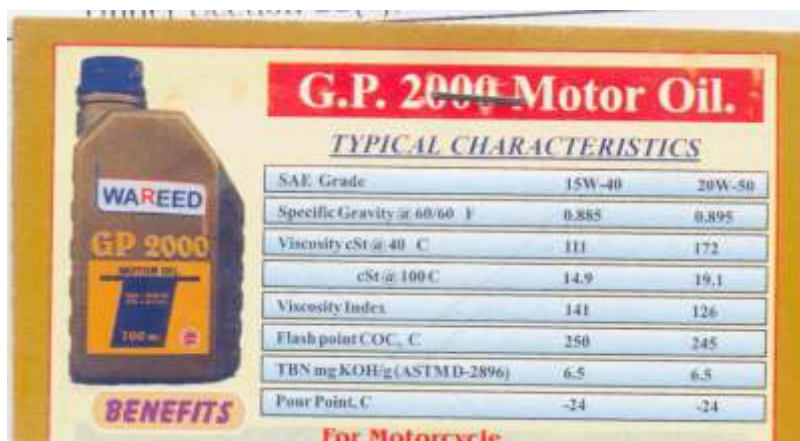 G.P. 2000 Motor Oil.
TYPICAL CHARACTERISTICS
SAE Grade 15W-40 20W-50
Specific Gravity @ 60/60 F 0.885 0.895
Viscosity cSt @ 40 C 111 172
cSt @ 100 C 14.9 19.1
Viscosity Index 141 126
Flash point COC, C 250 245
TBN mg KOH/g (ASTM D-2896) 6.5 6.5
Pour Point, C -24 -24
WAREED
GP 2000
MOTOR OIL
BENEFITS
For Motorcycle